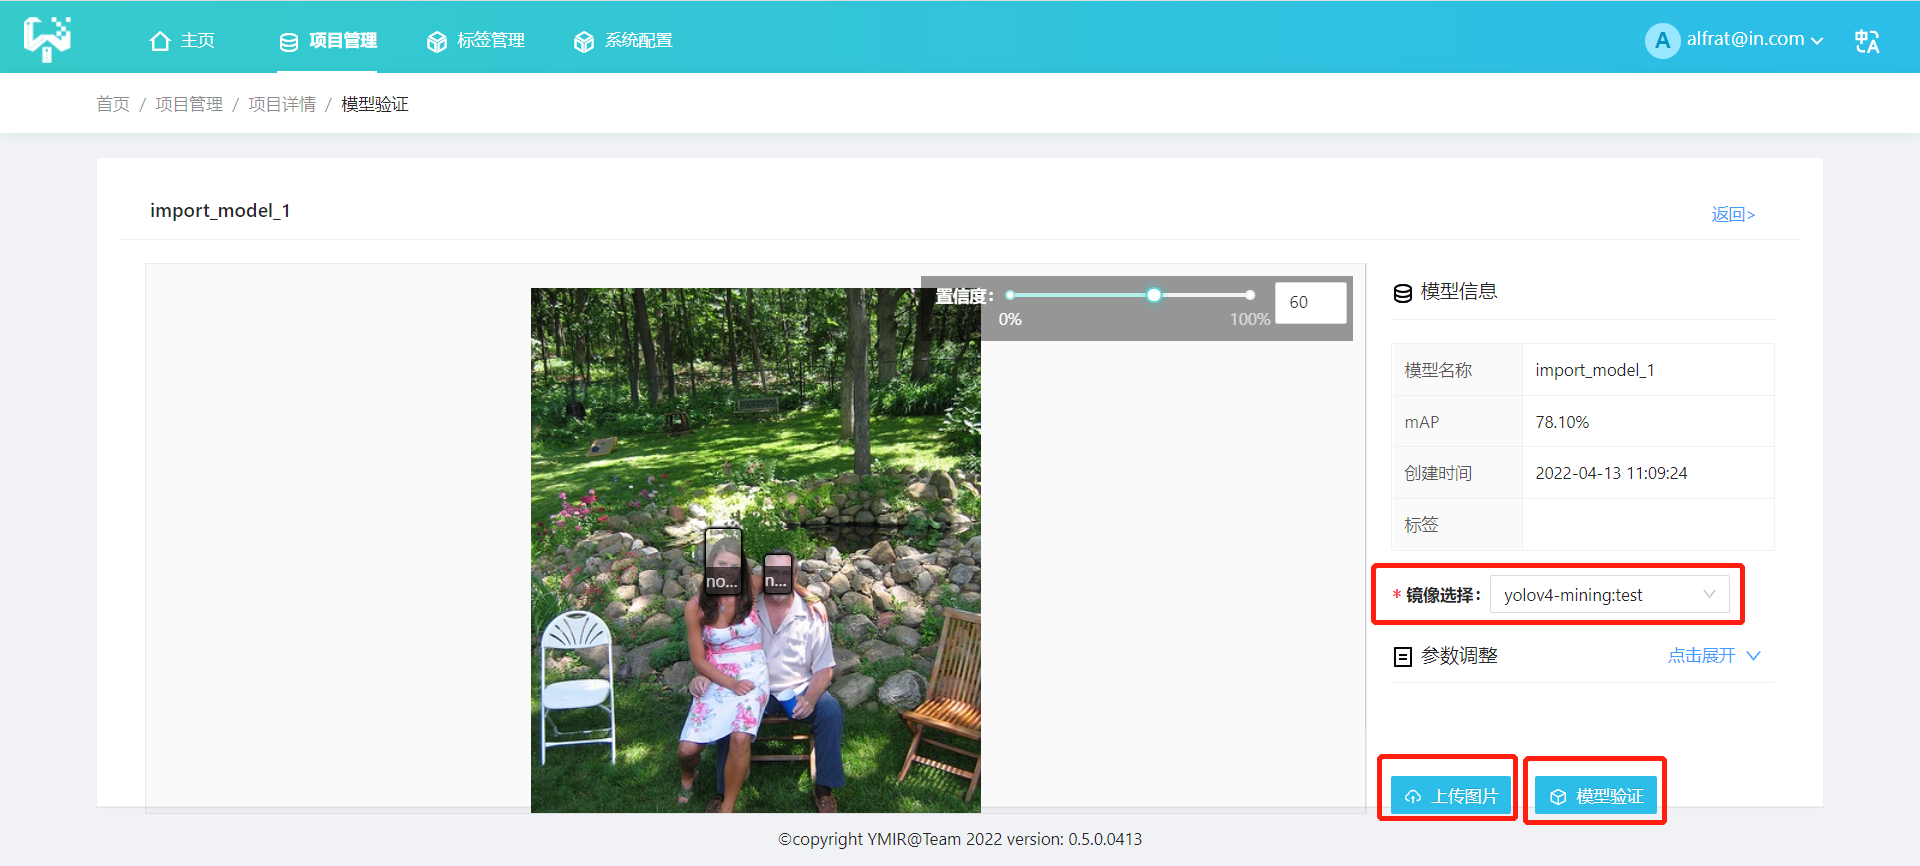 主页
项目管理
标签管理
系统配置
A
alfrat@in.com
首页 / 项目管理 / 项目详情 / 模型验证
import_model_1
返回>
置信度：
60
0%
100%
no...
n...
模型信息
模型名称 import_model_1
mAP 78.10%
创建时间 2022-04-13 11:09:24
标签
* 镜像选择： yolov4-mining:test
参数调整
点击展开
上传图片
模型验证
©copyright YMIR@Team 2022 version: 0.5.0.0413